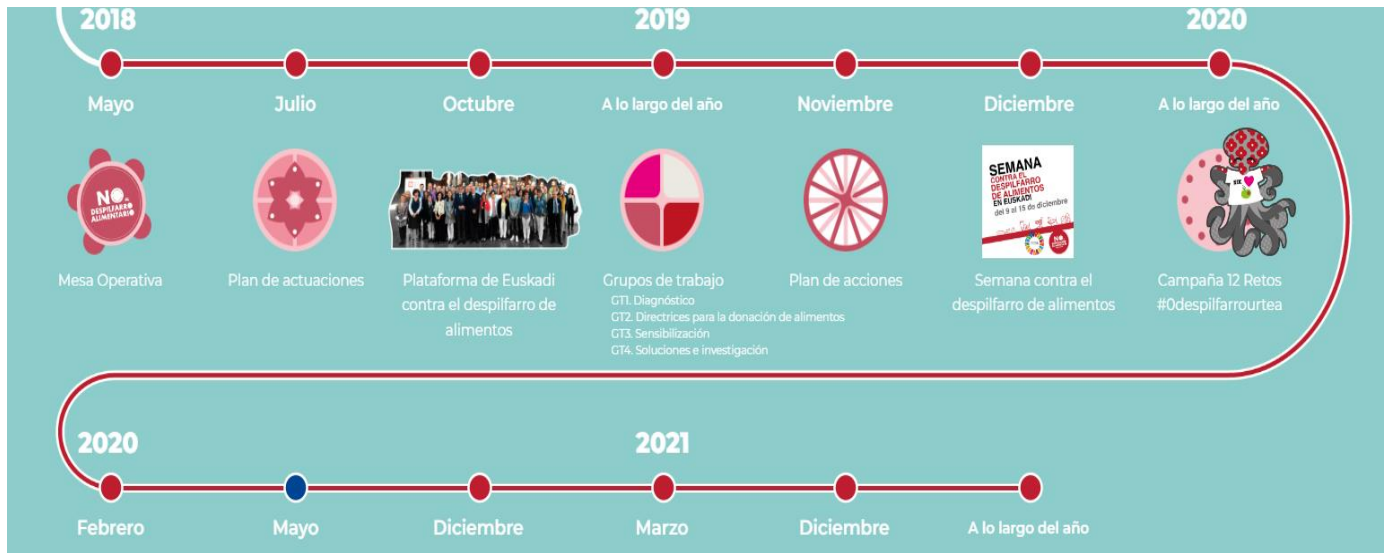 2018
2019
2020
Mayo
Julio
Octubre
A lo largo del año
Noviembre
Diciembre
A lo largo del año
NO
DESPILFARRO
ALIMENTARIO
SEMANA
CONTRA EL
DESPILFARRO
DE ALIMENTOS
EN EUSKADI
del 9 al 15 de diciembre
NO
Mesa Operativa
Plan de actuaciones
Plataforma de Euskadi
contra el despilfarro de
alimentos
Grupos de trabajo
GT1. Diagnóstico
GT2. Directrices para la donación de alimentos
GT3. Sensibilización
GT4. Soluciones e investigación
Plan de acciones
Semana contra el
despilfarro de alimentos
Campaña 12 Retos
#0despilfarrourtea
2020
2021
Febrero
Mayo
Diciembre
Marzo
Diciembre
A lo largo del año